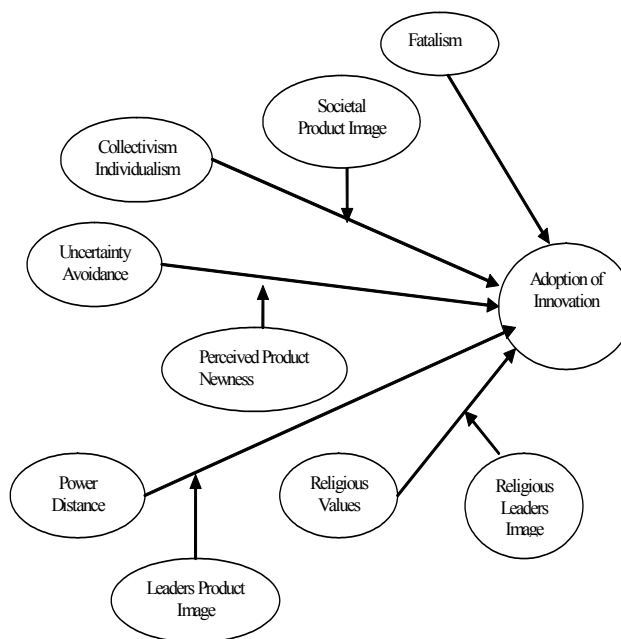 Fatalism
Societal
Product Image
Collectivism
Individualism
Uncertainty
Avoidance
Adoption of
Innovation
Perceived Product
Newness
Power
Distance
Religious
Values
Religious
Leaders
Image
Leaders Product
Image